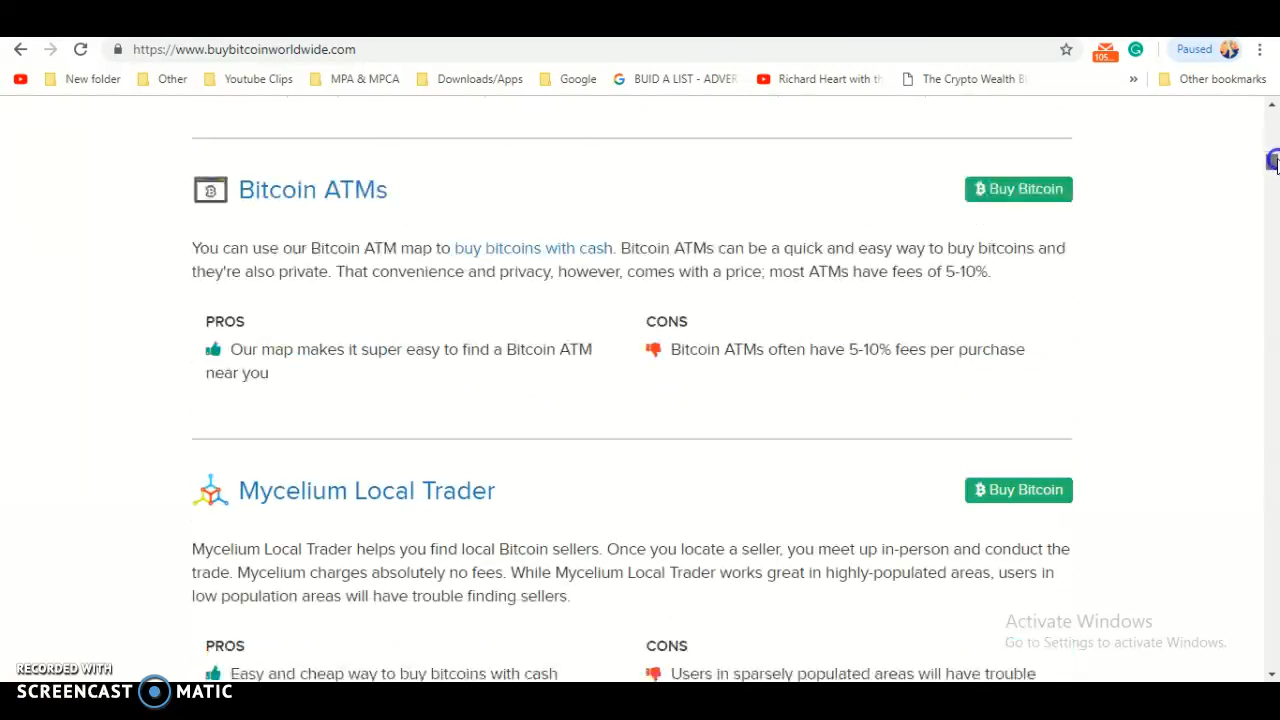 https://www.buybitcoinworldwide.com
Paused
105...
New folder
Other
Youtube Clips
MPA & MPCA
Downloads/Apps
Google
BUID A LIST - ADVER
Richard Heart with th
The Crypto Wealth Bl
»
Other bookmarks
Bitcoin ATMs
Buy Bitcoin
You can use our Bitcoin ATM map to buy bitcoins with cash. Bitcoin ATMs can be a quick and easy way to buy bitcoins and
they're also private. That convenience and privacy, however, comes with a price; most ATMs have fees of 5-10%.
PROS
Our map makes it super easy to find a Bitcoin ATM
near you
CONS
Bitcoin ATMs often have 5-10% fees per purchase
Mycelium Local Trader
Buy Bitcoin
Mycelium Local Trader helps you find local Bitcoin sellers. Once you locate a seller, you meet up in-person and conduct the
trade. Mycelium charges absolutely no fees. While Mycelium Local Trader works great in highly-populated areas, users in
low population areas will have trouble finding sellers.
PROS
Easy and cheap way to buy bitcoins with cash
CONS
Users in sparsely populated areas will have trouble
Activate Windows
Go to Settings to activate Windows.
RECORDED WITH
SCREENCAST MATIC